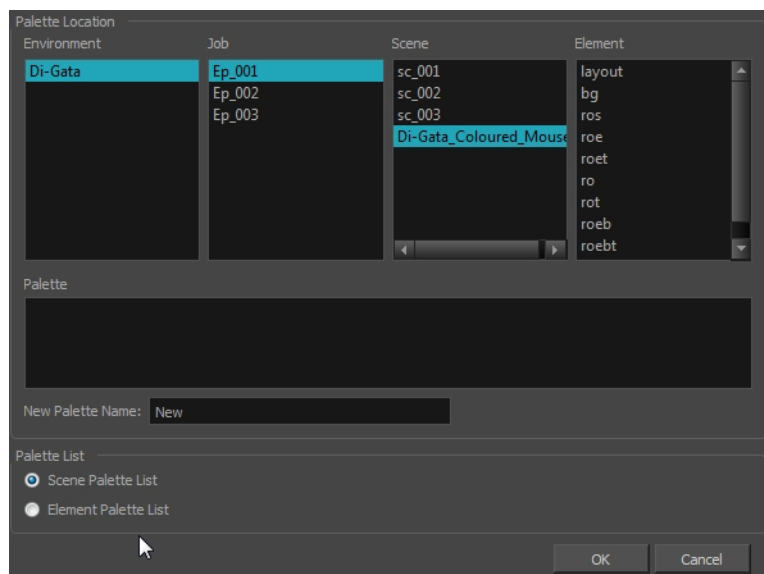 Palette Location
Environment Job Scene Element
Di-Gata
Ep_001
Ep_002
Ep_003
sc_001
sc_002
sc_003
Di-Gata_Coloured_Mouse
layout
bg
ros
roe
roet
ro
rot
roeb
roebt
Palette
New Palette Name: New
Palette List
Scene Palette List
Element Palette List
OK Cancel